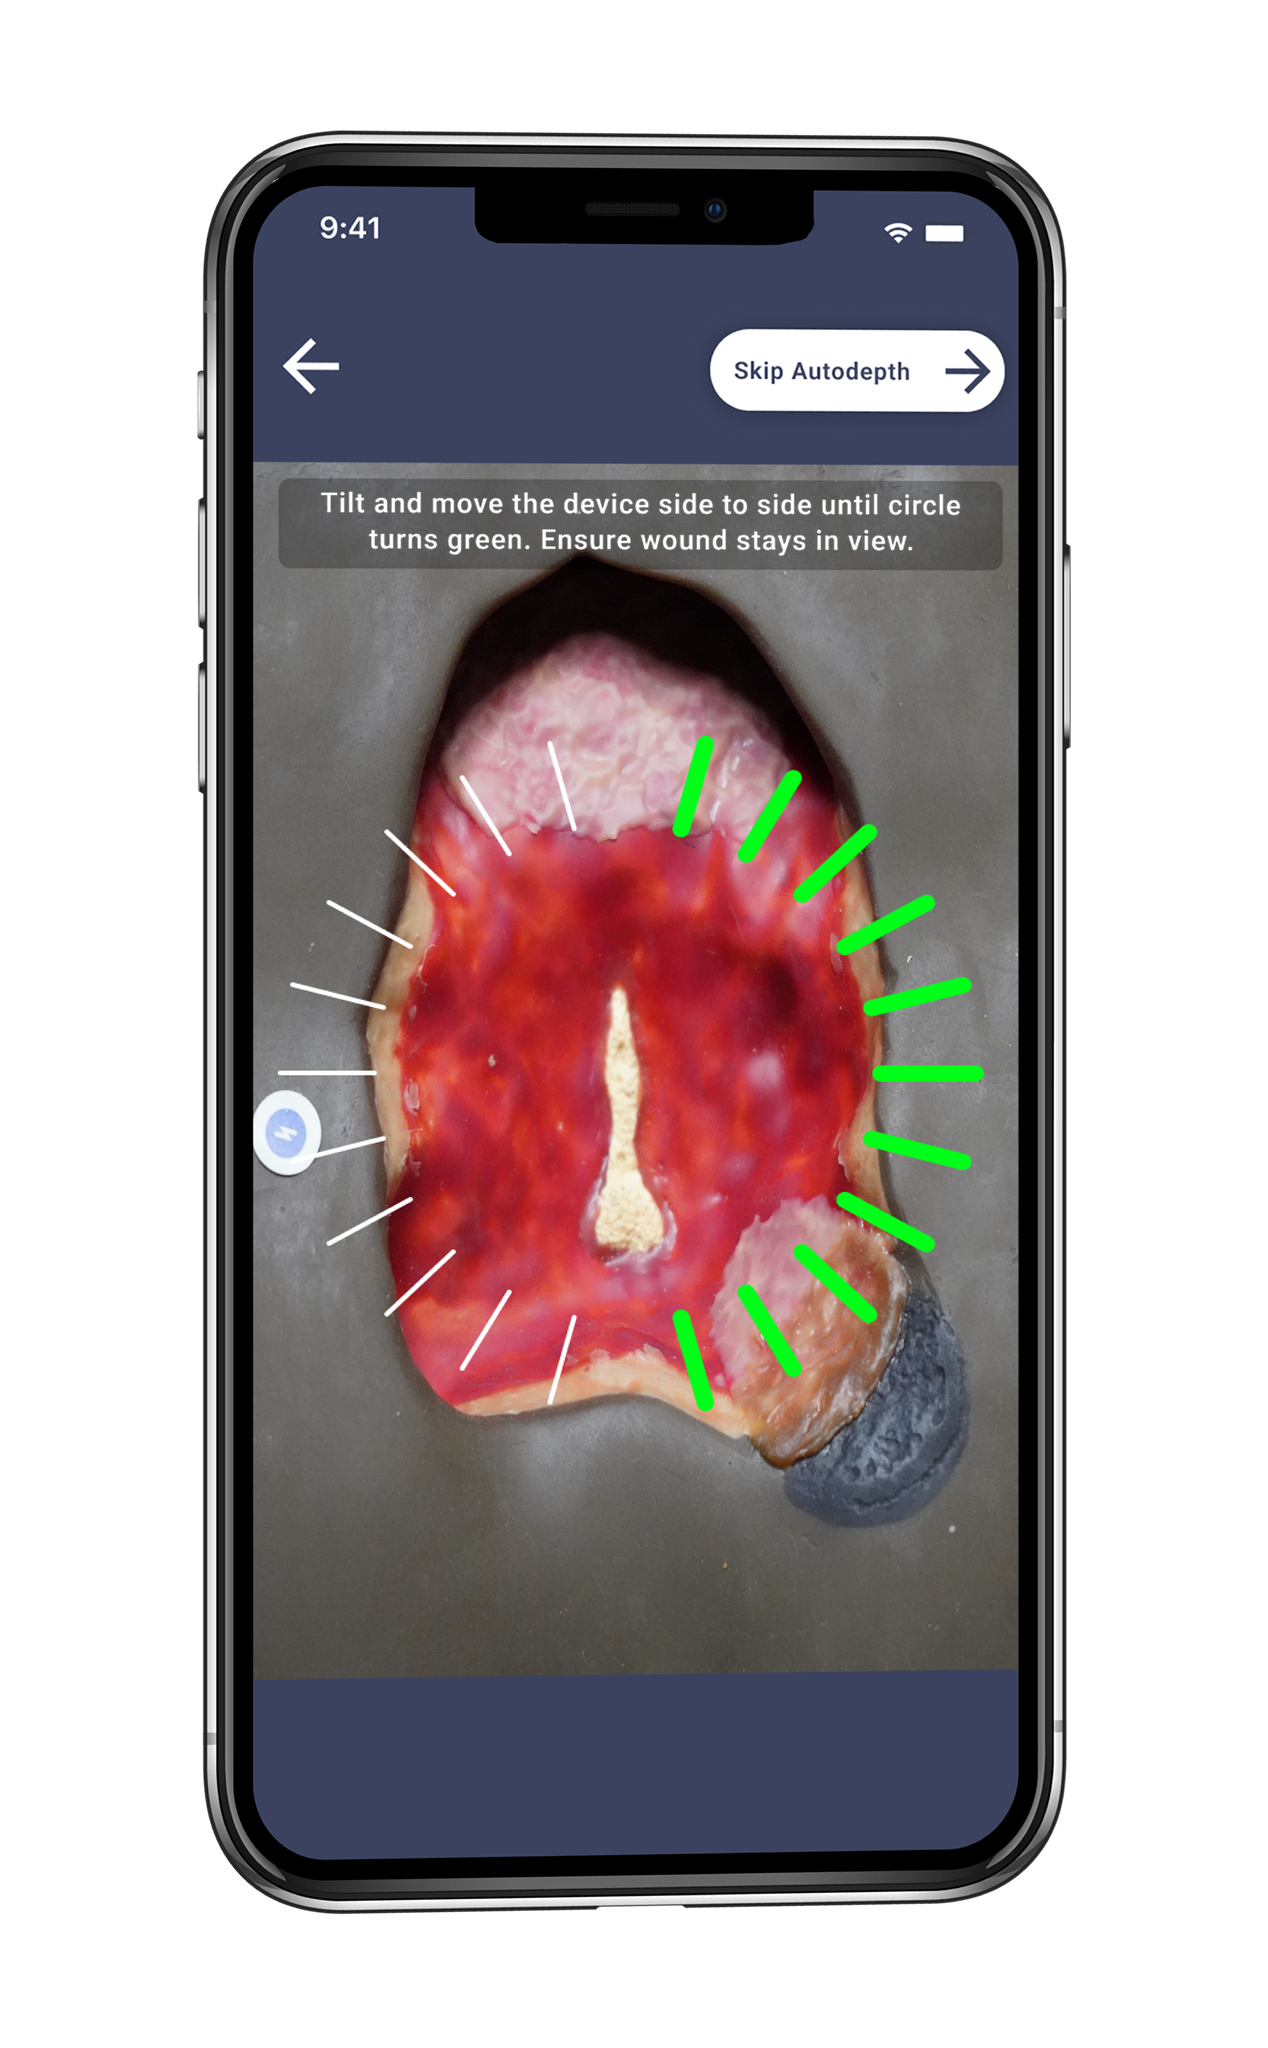 9:41
Skip Autodepth
Tilt and move the device side to side until circle
turns green. Ensure wound stays in view.